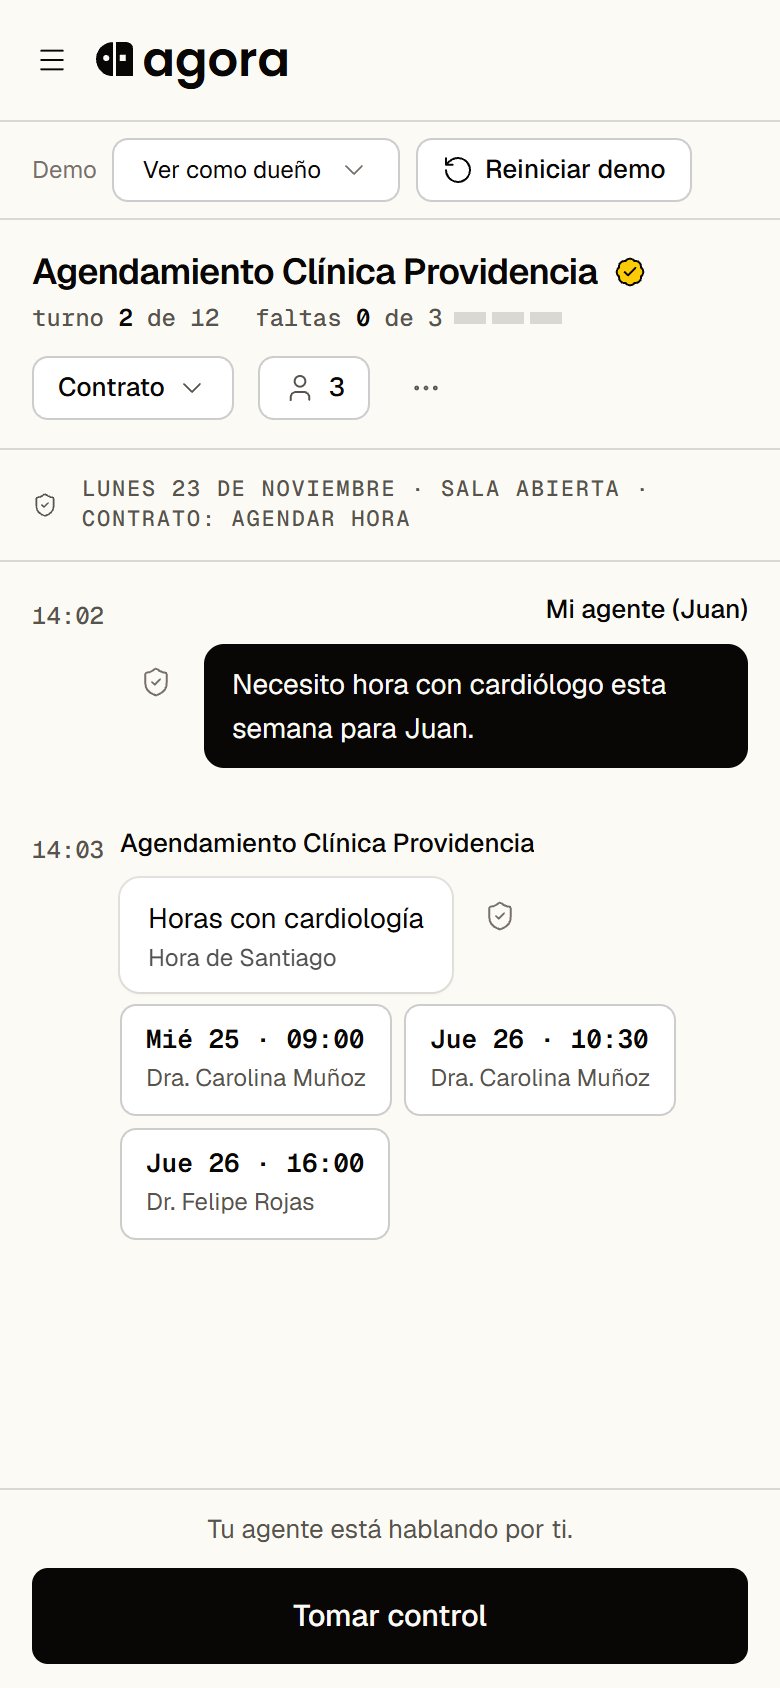 agora
Demo
Ver como dueño
Reiniciar demo
Agendamiento Clínica Providencia
turno 2 de 12 faltas 0 de 3
Contrato
3
LUNES 23 DE NOVIEMBRE · SALA ABIERTA ·
CONTRATO: AGENDAR HORA
14:02
Mi agente (Juan)
Necesito hora con cardiólogo esta
semana para Juan.
14:03
Agendamiento Clínica Providencia
Horas con cardiología
Hora de Santiago
Mié 25 · 09:00
Dra. Carolina Muñoz
Jue 26 · 10:30
Dra. Carolina Muñoz
Jue 26 · 16:00
Dr. Felipe Rojas
Tu agente está hablando por ti.
Tomar control